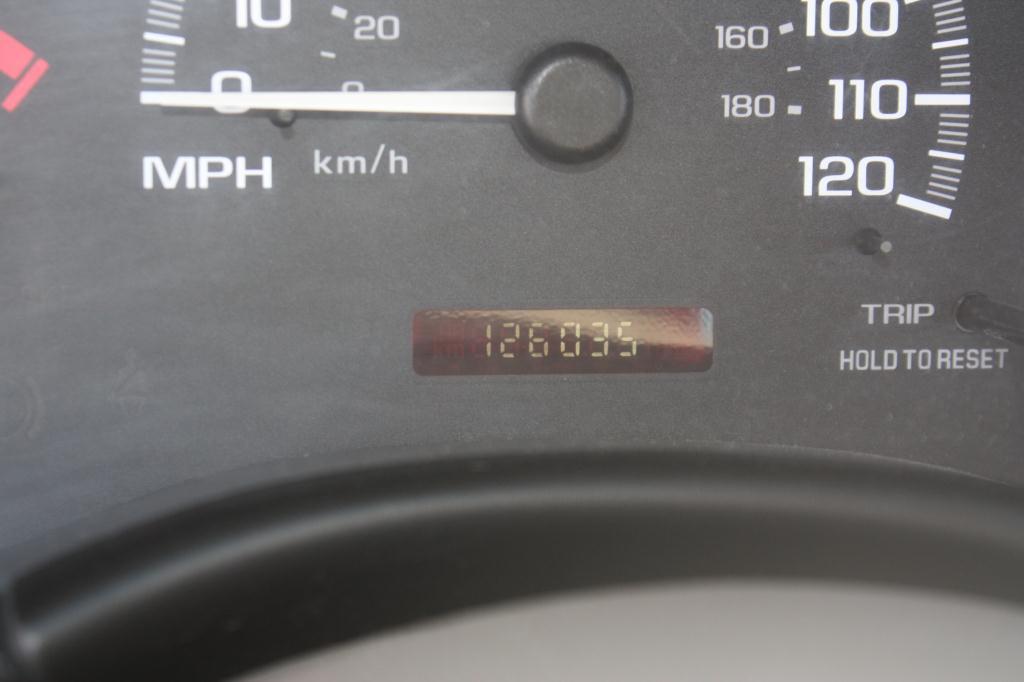 10 20 160 100
0 0 180 110
MPH km/h 120
TRIP
126035
HOLD TO RESET